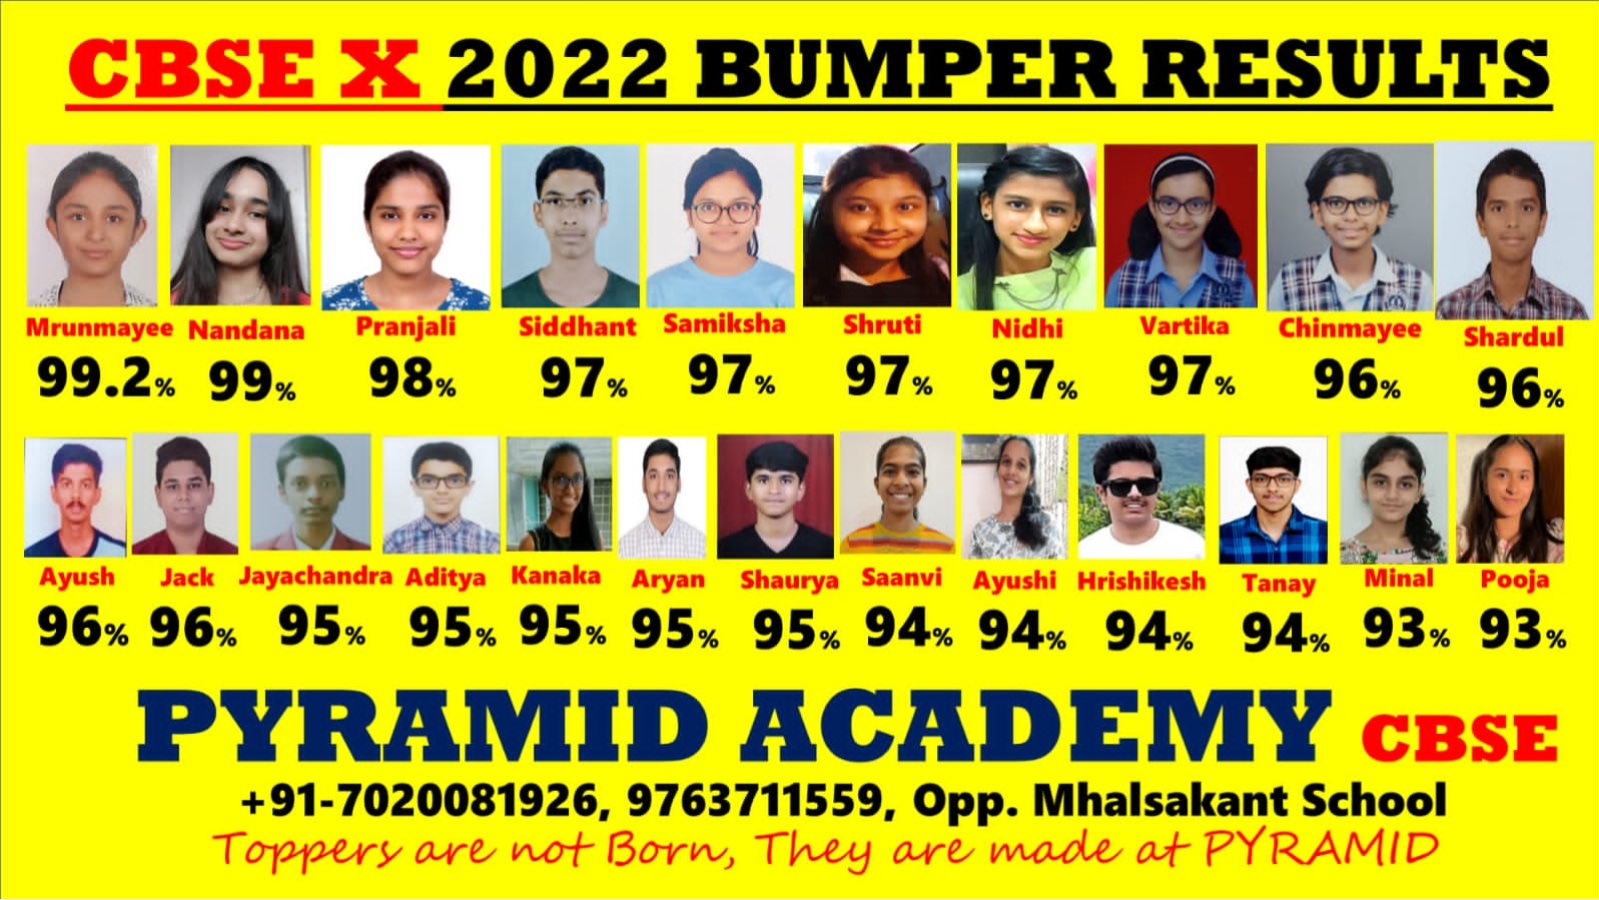 CBSE X 2022 BUMPER RESULTS
Mrunmayee Nandana Pranjali Siddhant Samiksha Shruti Nidhi Vartika Chinmayee Shardul
99.2% 99% 98% 97% 97% 97% 97% 97% 96% 96%
Ayush Jack Jayachandra Aditya Kanaka Aryan Shaurya Saanvi Ayushi Hrishikesh Tanay Minal Pooja
96% 96% 95% 95% 95% 95% 95% 94% 94% 94% 94% 93% 93%
PYRAMID ACADEMY CBSE
+91-7020081926, 9763711559, Opp. Mhalsakant School
Toppers are not Born, They are made at PYRAMID